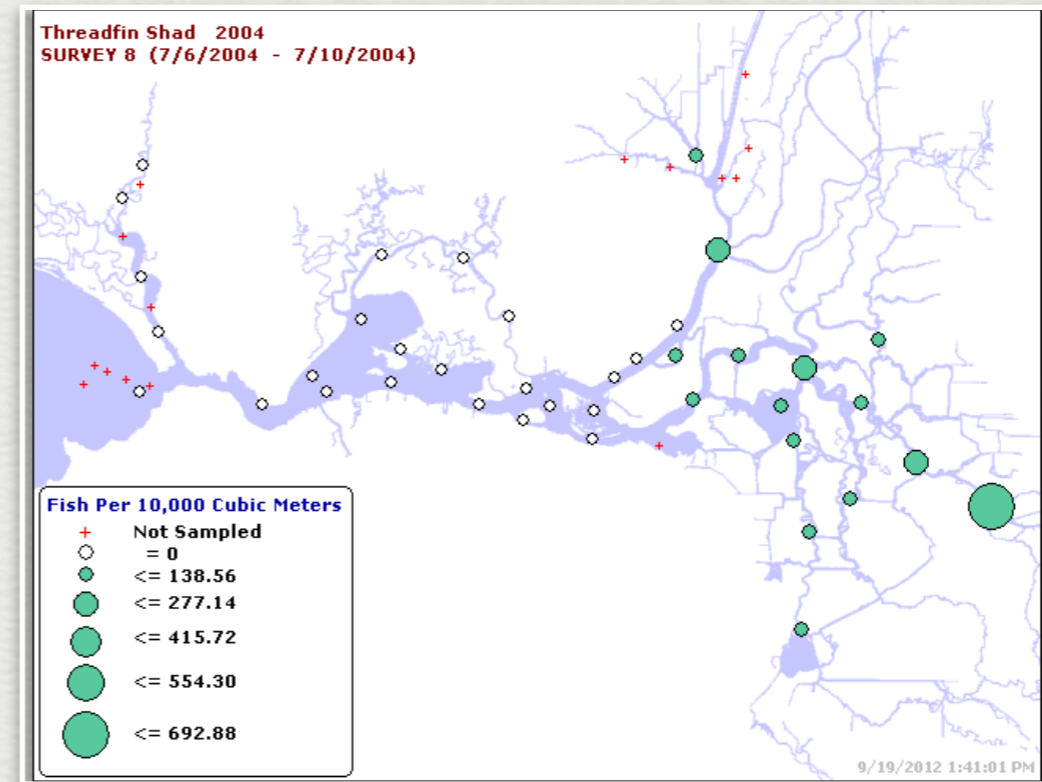 Threadfin Shad 2004
SURVEY 8 (7/6/2004 - 7/10/2004)
Fish Per 10,000 Cubic Meters
+ Not Sampled
= 0
<= 138.56
<= 277.14
<= 415.72
<= 554.30
<= 692.88
9/19/2012 1:41:01 PM